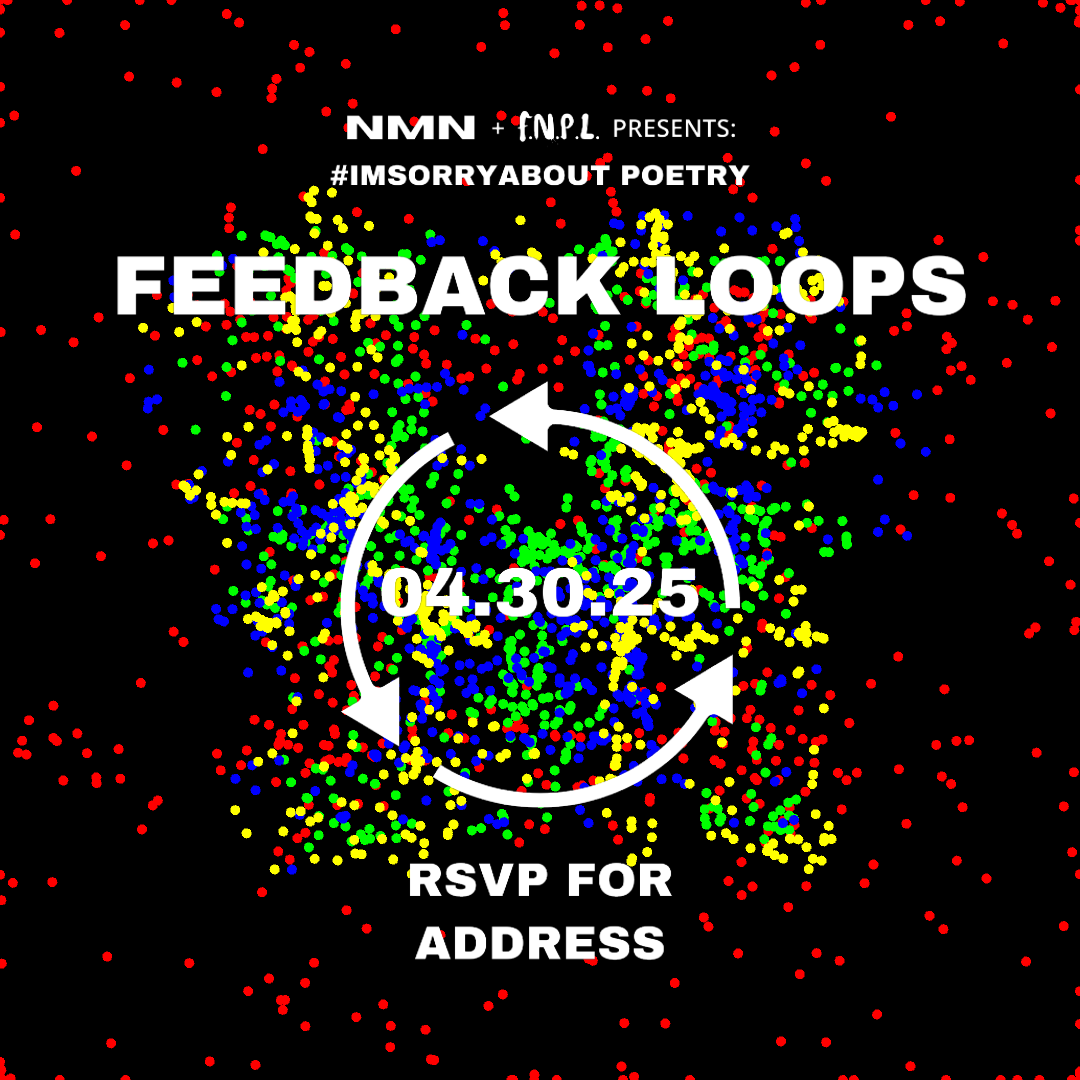 NMN + F.N.P.L. PRESENTS:
#IMSORRYABOUT POETRY
FEEDBACK LOOPS
04.30.25
RSVP FOR
ADDRESS